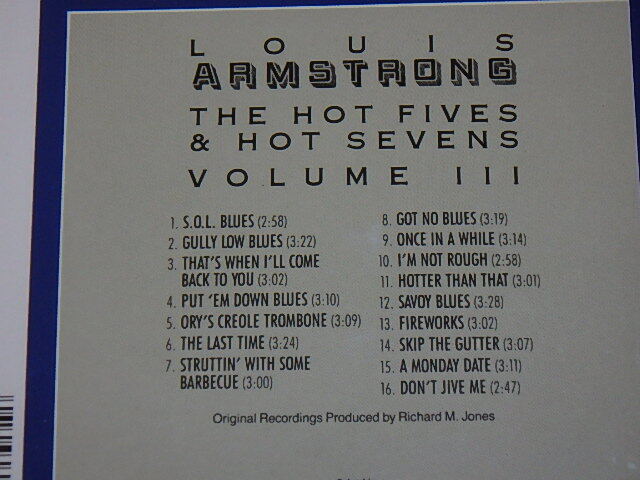 LOUIS
ARMSTRONG
THE HOT FIVES
& HOT SEVENS
VOLUME III
1. S.O.L. BLUES (2:58)
2. GULLY LOW BLUES (3:22)
3. THAT'S WHEN I'LL COME
BACK TO YOU (3:02)
4. PUT 'EM DOWN BLUES (3:10)
5. ORY'S CREOLE TROMBONE (3:09)
6. THE LAST TIME (3:24)
7. STRUTTIN' WITH SOME
BARBECUE (3:00)
8. GOT NO BLUES (3:19)
9. ONCE IN A WHILE (3:14)
10. I'M NOT ROUGH (2:58)
11. HOTTER THAN THAT (3:01)
12. SAVOY BLUES (3:28)
13. FIREWORKS (3:02)
14. SKIP THE GUTTER (3:07)
15. A MONDAY DATE (3:11)
16. DON'T JIVE ME (2:47)
Original Recordings Produced by Richard M. Jones